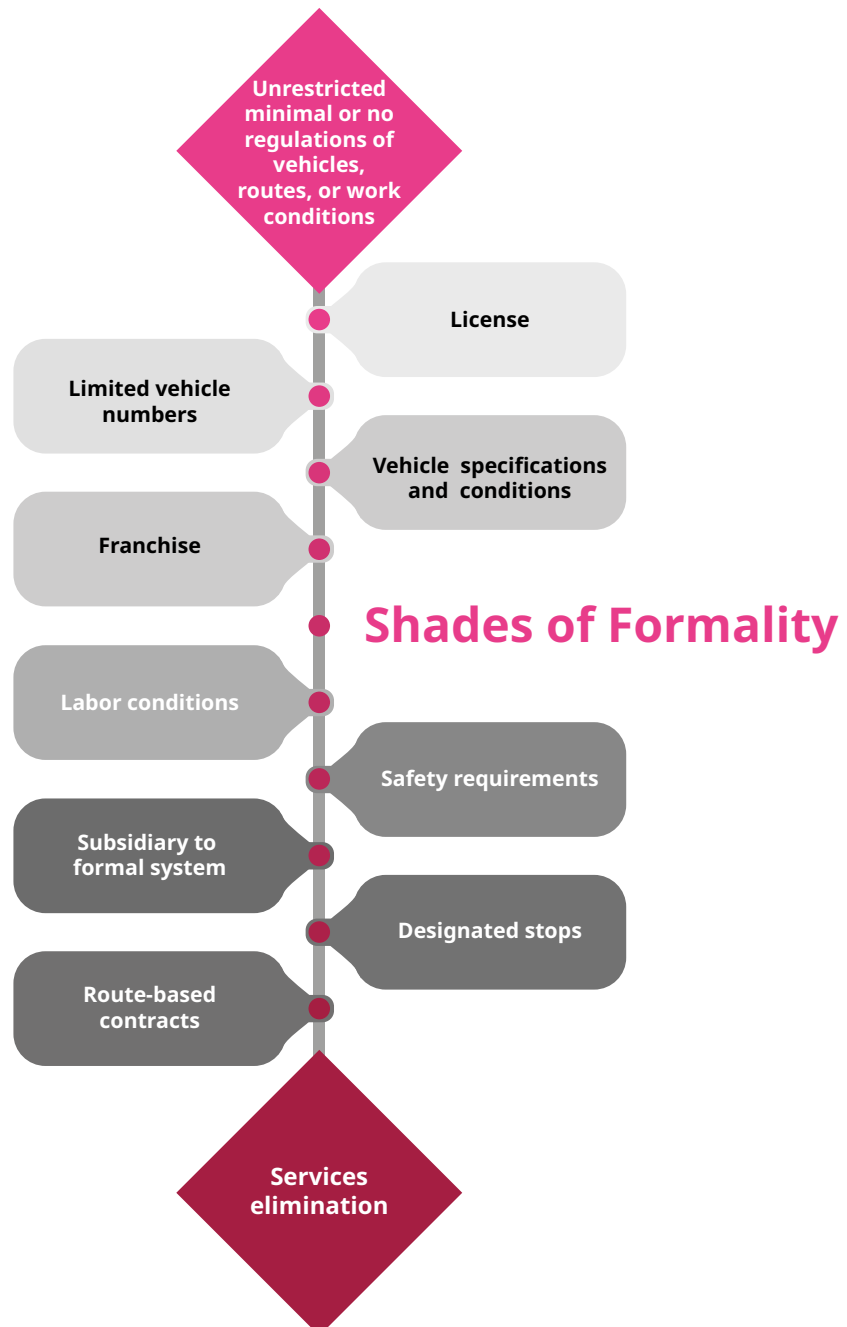 Unrestricted
minimal or no
regulations of
vehicles,
routes, or work
conditions
License
Limited vehicle
numbers
Vehicle specifications
and conditions
Franchise
Shades of Formality
Labor conditions
Safety requirements
Subsidiary to
formal system
Designated stops
Route-based
contracts
Services
elimination